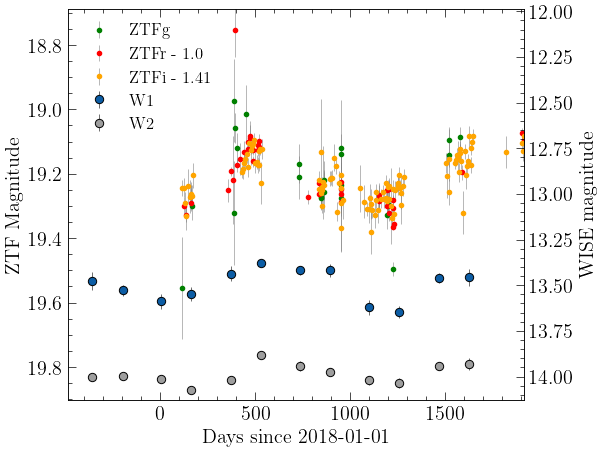 ZTFg
ZTFr - 1.0
ZTFi - 1.41
W1
W2
18.8
19.0
19.2
19.4
19.6
19.8
ZTF Magnitude
12.00
12.25
12.50
12.75
13.00
13.25
13.50
13.75
14.00
WISE magnitude
0
500
1000
1500
Days since 2018-01-01